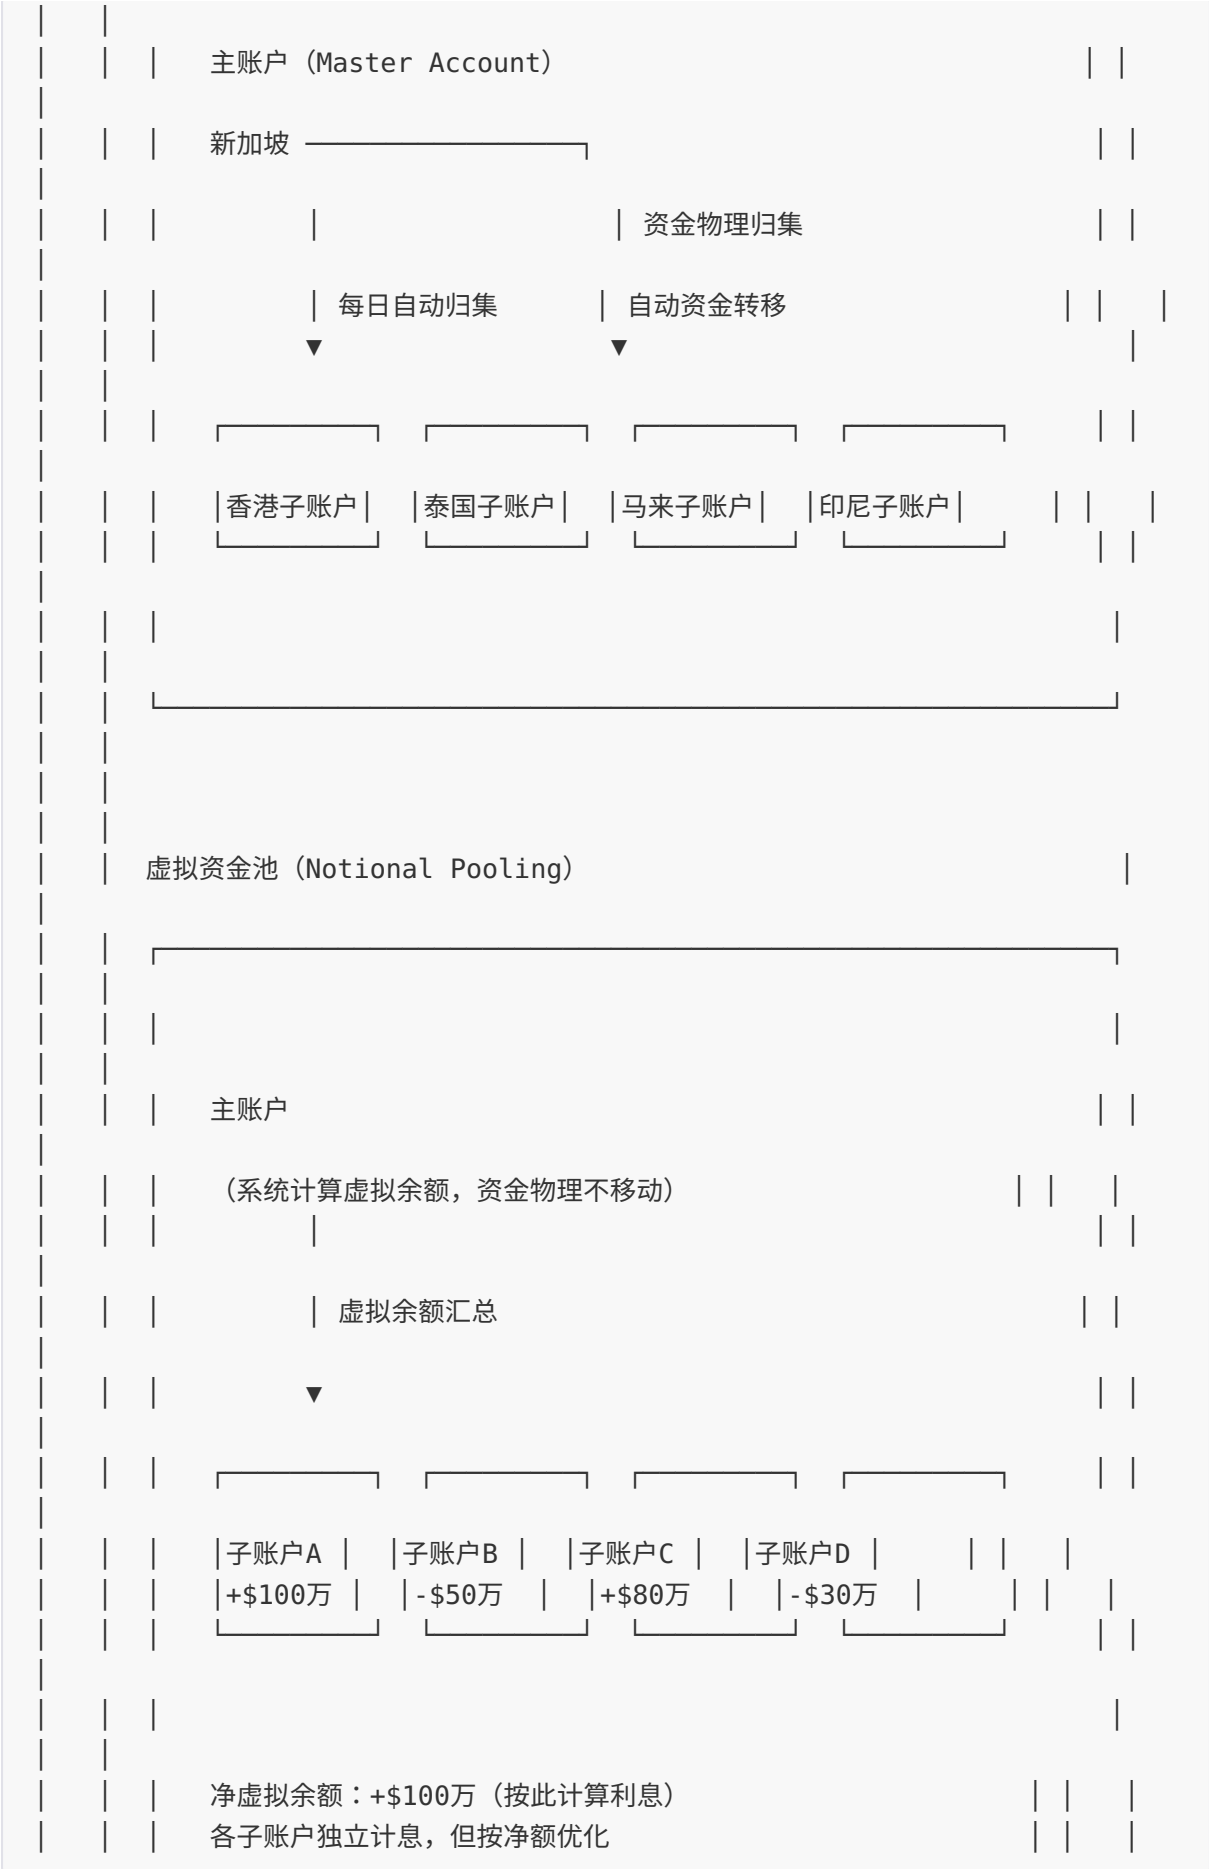 主账户（Master Account）
新加坡
资金物理归集
每日自动归集 自动资金转移
香港子账户 泰国子账户 马来子账户 印尼子账户
虚拟资金池（Notional Pooling）
主账户
（系统计算虚拟余额，资金物理不移动）
虚拟余额汇总
子账户A 子账户B 子账户C 子账户D
+$100万 -$50万 +$80万 -$30万
净虚拟余额：+$100万（按此计算利息）
各子账户独立计息，但按净额优化